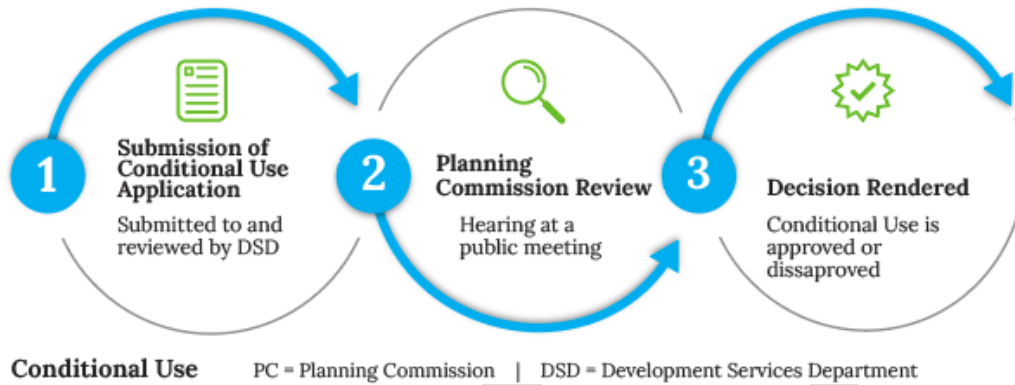 1
Submission of
Conditional Use
Application
Submitted to and
reviewed by DSD
2
Planning
Commission Review
Hearing at a
public meeting
3
Decision Rendered
Conditional Use is
approved or
dissaproved
Conditional Use PC = Planning Commission | DSD = Development Services Department